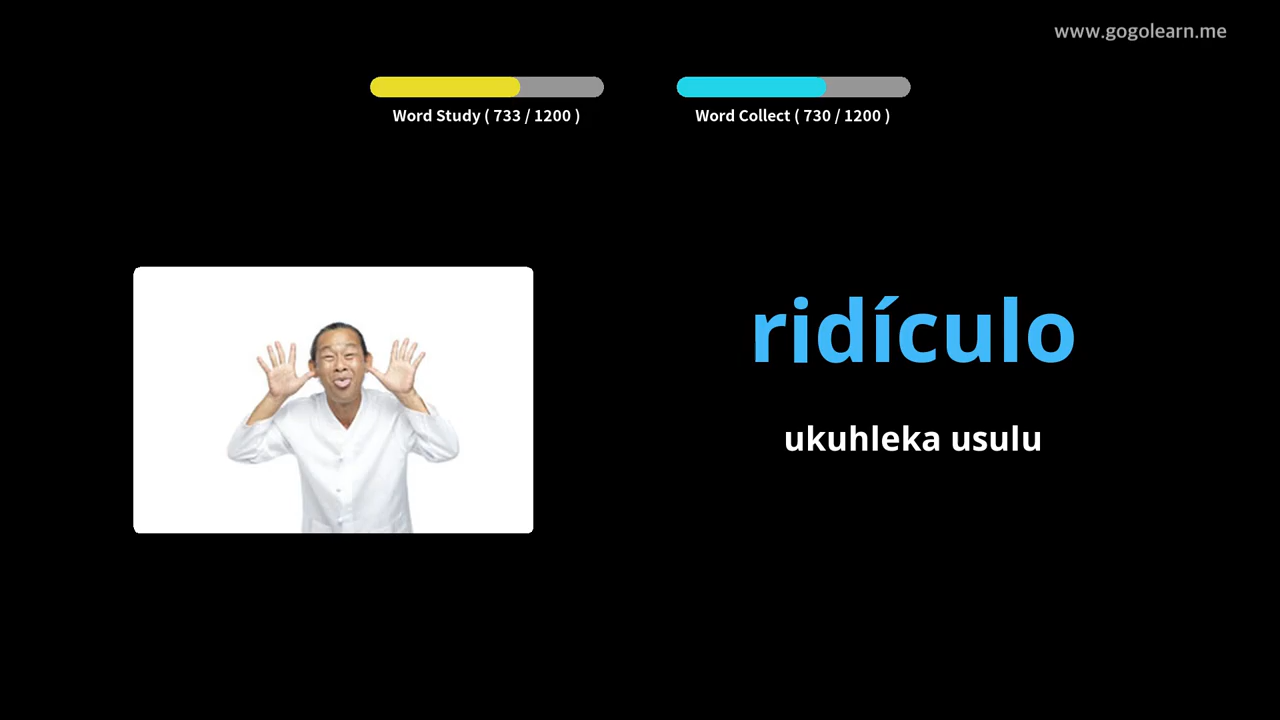 www.gogolearn.me
Word Study ( 733 / 1200 )
Word Collect ( 730 / 1200 )
ridículo
ukuhleka usulu